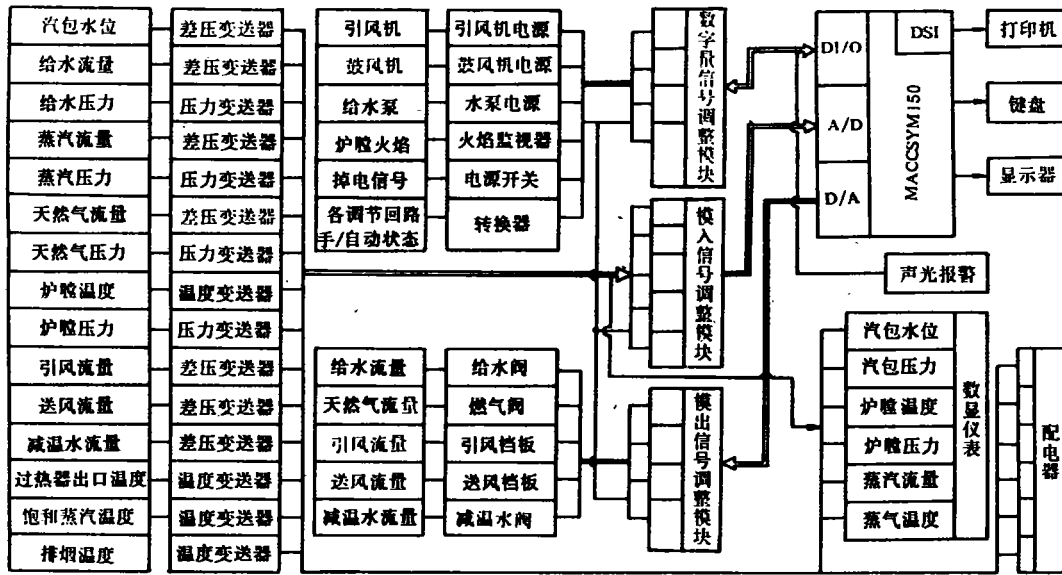 汽包水位
差压变送器
给水流量
差压变送器
给水压力
压力变送器
蒸汽流量
差压变送器
蒸汽压力
压力变送器
天然气流量
差压变送器
天然气压力
压力变送器
炉膛温度
温度变送器
炉膛压力
压力变送器
引风流量
差压变送器
送风流量
差压变送器
减温水流量
差压变送器
过热器出口温度
温度变送器
饱和蒸汽温度
温度变送器
排烟温度
温度变送器
引风机
引风机电源
鼓风机
鼓风机电源
给水泵
水泵电源
炉膛火焰
火焰监视器
掉电信号
电源开关
各调节回路
手/自动状态
转换器
给水流量
给水阀
天然气流量
燃气阀
引风流量
引风档板
送风流量
送风档板
减温水流量
减温水阀
数字量信号调整模块
模入信号调整模块
模出信号调整模块
DI/O
A/D
D/A
DSI
MACCSYM150
打印机
键盘
显示器
声光报警
汽包水位
汽包压力
炉膛温度
炉膛压力
蒸汽流量
蒸气温度
数显仪表
配电器